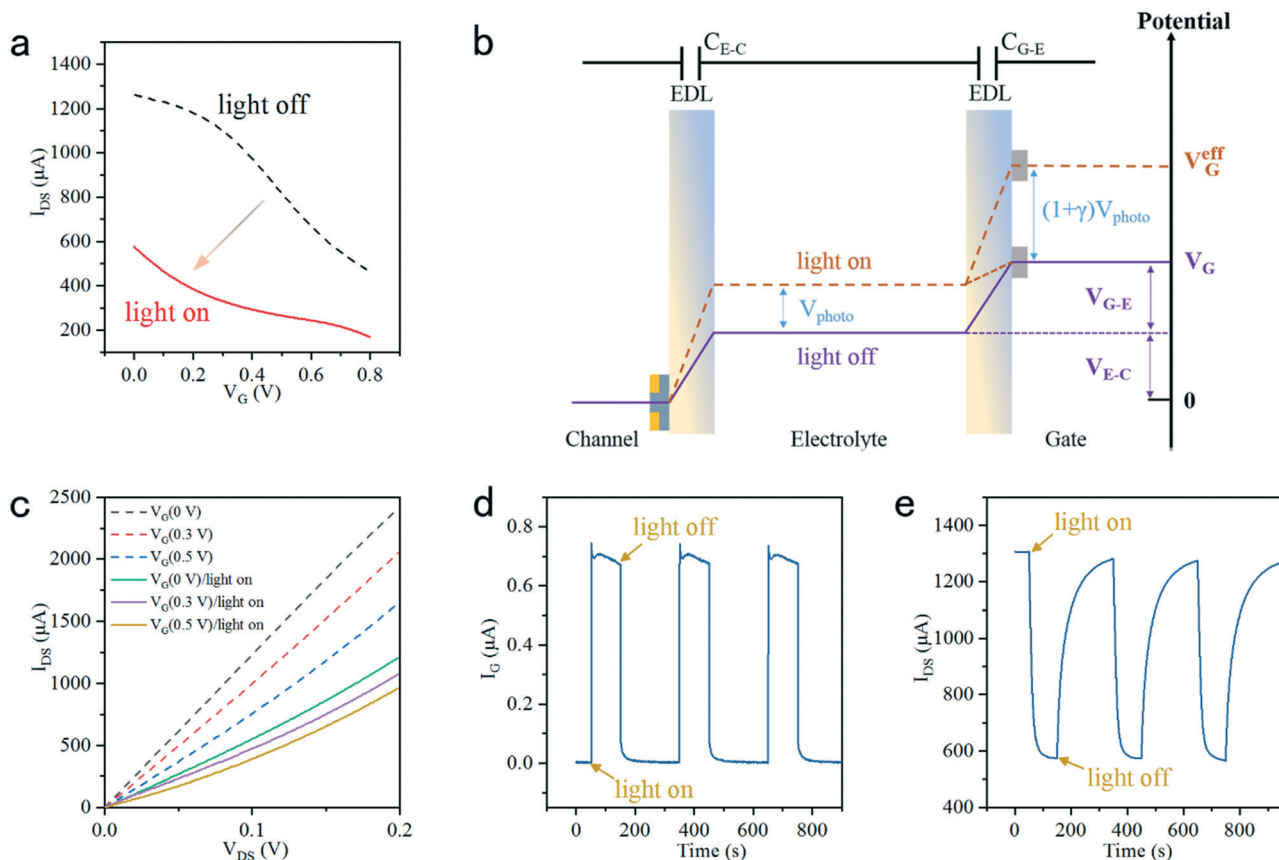 a
1400
1200
1000
800
600
400
200
I_DS (μA)
light off
light on
0.0 0.2 0.4 0.6 0.8
V_G (V)
b
C_E-C
C_G-E
Potential
EDL
EDL
V_G^eff
(1+γ)V_photo
light on
V_G
V_photo
V_G-E
light off
V_E-C
0
Channel
Electrolyte
Gate
c
2500
2000
1500
1000
500
0
I_DS (μA)
V_G(0 V)
V_G(0.3 V)
V_G(0.5 V)
V_G(0 V)/light on
V_G(0.3 V)/light on
V_G(0.5 V)/light on
0.0 0.1 0.2
V_DS (V)
d
0.8
0.6
0.4
0.2
0.0
I_G (μA)
light off
light on
0 200 400 600 800
Time (s)
e
1400
1200
1000
800
600
400
I_DS (μA)
light on
light off
0 200 400 600 800
Time (s)